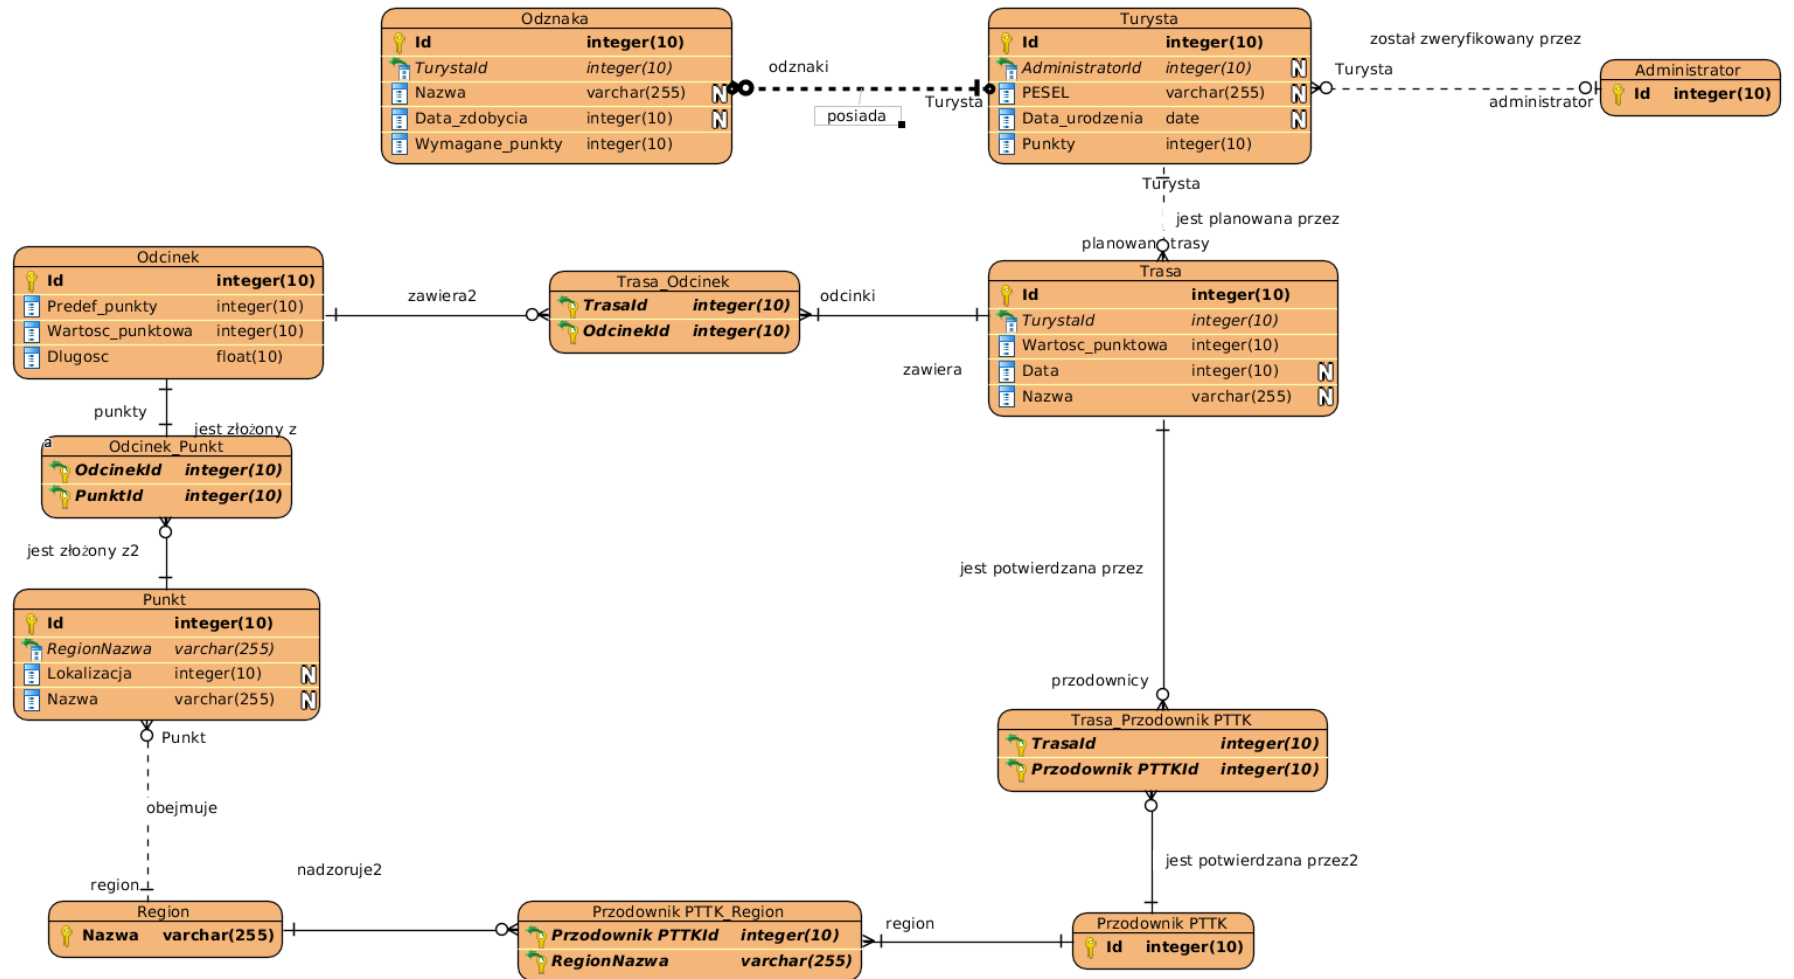 Odznaka
Id integer(10)
TurystaId integer(10)
Nazwa varchar(255) N
Data_zdobycia integer(10) N
Wymagane_punkty integer(10)
odznaki
posiada
Turysta
Turysta
Id integer(10)
AdministratorId integer(10) N
PESEL varchar(255) N
Data_urodzenia date N
Punkty integer(10)
został zweryfikowany przez
Turysta
administrator
Administrator
Id integer(10)
Turysta
jest planowana przez
planowan trasy
Odcinek
Id integer(10)
Predef_punkty integer(10)
Wartosc_punktowa integer(10)
Dlugosc float(10)
zawiera2
Trasa_Odcinek
TrasaId integer(10)
OdcinekId integer(10)
odcinki
zawiera
Trasa
Id integer(10)
TurystaId integer(10)
Wartosc_punktowa integer(10)
Data integer(10) N
Nazwa varchar(255) N
punkty
jest złożony z
a
Odcinek_Punkt
OdcinekId integer(10)
PunktId integer(10)
jest złożony z2
jest potwierdzana przez
Punkt
Id integer(10)
RegionNazwa varchar(255)
Lokalizacja integer(10) N
Nazwa varchar(255) N
Punkt
obejmuje
region
przodownicy
Trasa_Przodownik PTTK
TrasaId integer(10)
Przodownik PTTKId integer(10)
jest potwierdzana przez2
Region
Nazwa varchar(255)
nadzoruje2
Przodownik PTTK_Region
Przodownik PTTKId integer(10)
RegionNazwa varchar(255)
region
Przodownik PTTK
Id integer(10)